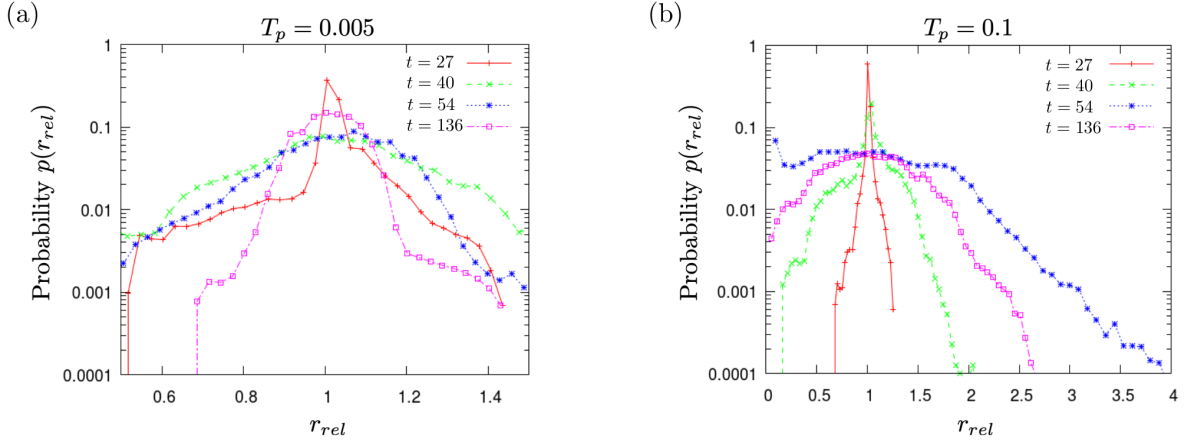 (a)
T_p = 0.005
Probability p(r_rel)
1
0.1
0.01
0.001
0.0001
t = 27
t = 40
t = 54
t = 136
0.6 0.8 1 1.2 1.4
r_rel
(b)
T_p = 0.1
Probability p(r_rel)
1
0.1
0.01
0.001
0.0001
t = 27
t = 40
t = 54
t = 136
0 0.5 1 1.5 2 2.5 3 3.5 4
r_rel